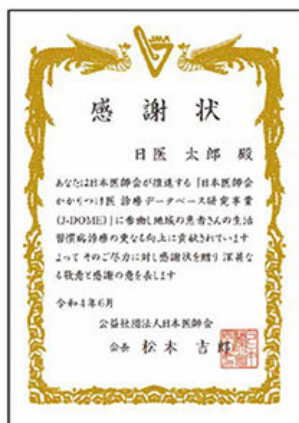 JMA
感謝状
日医 太郎 殿
あなたは日本医師会が推進する「日本医師会
かかりつけ医 診療データベース研究事業
(J-DOME)」に参画し地域の患者さんの生活
習慣病診療の更なる向上に貢献されています
よって そのご尽力に対し感謝状を贈り 深甚な
る敬意と感謝の意を表します
令和4年6月
公益社団法人日本医師会
会長 松本 吉郎